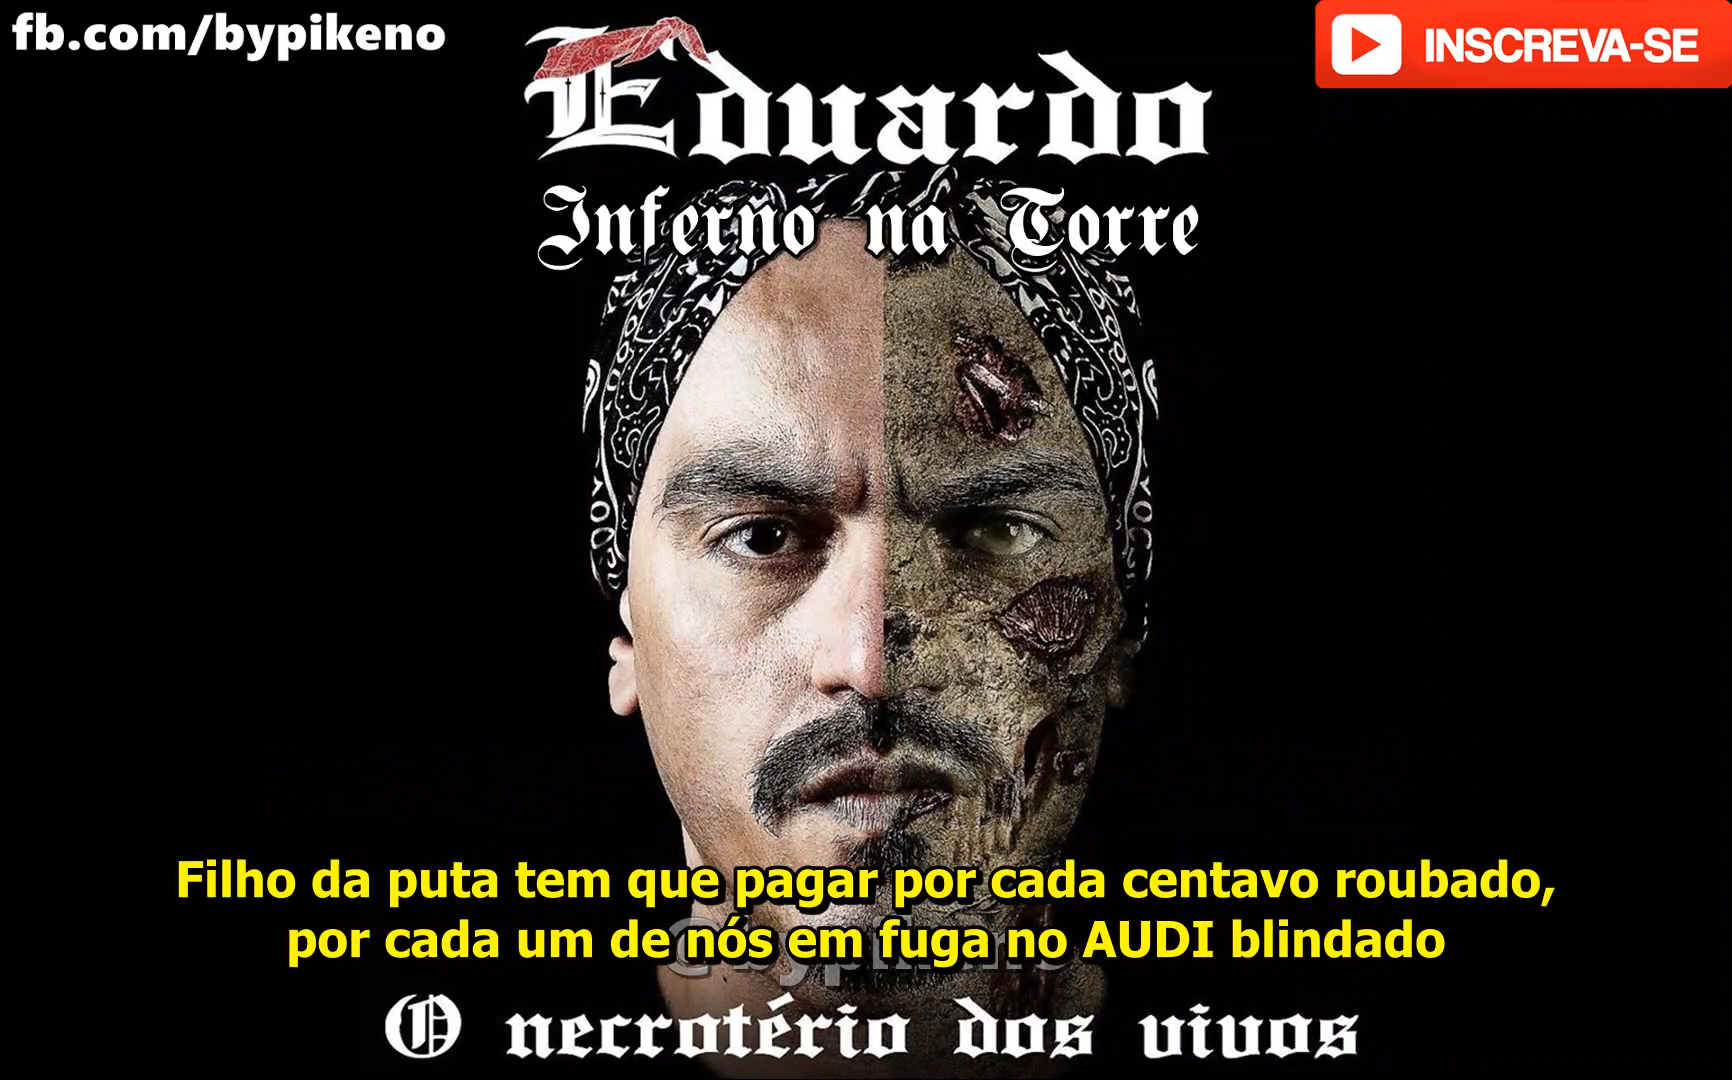 fb.com/bypikeno
INSCREVA-SE
Eduardo
Inferno na Torre
Filho da puta tem que pagar por cada centavo roubado,
por cada um de nós em fuga no AUDI blindado
@bypikeno
O necrotério dos vivos